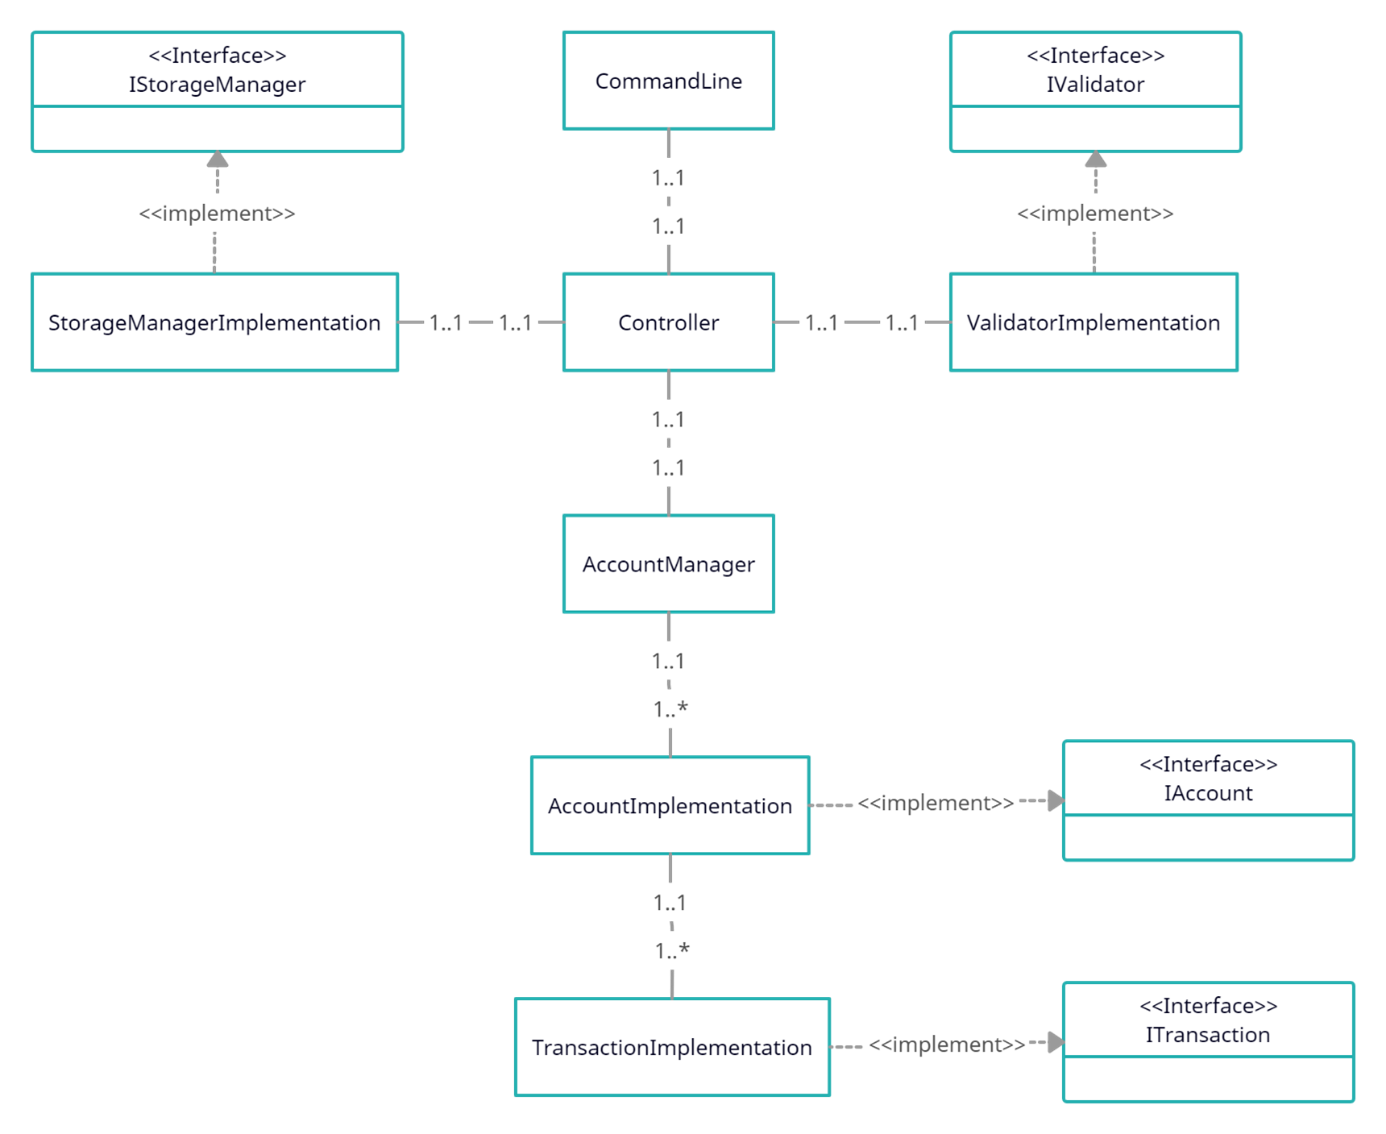 <<Interface>>
IStorageManager
CommandLine
<<Interface>>
IValidator
1..1
<<implement>>
<<implement>>
1..1
StorageManagerImplementation
1..1
1..1
Controller
1..1
1..1
ValidatorImplementation
1..1
1..1
AccountManager
1..1
1..*
<<Interface>>
IAccount
AccountImplementation
<<implement>>
1..1
1..*
<<Interface>>
ITransaction
TransactionImplementation
<<implement>>